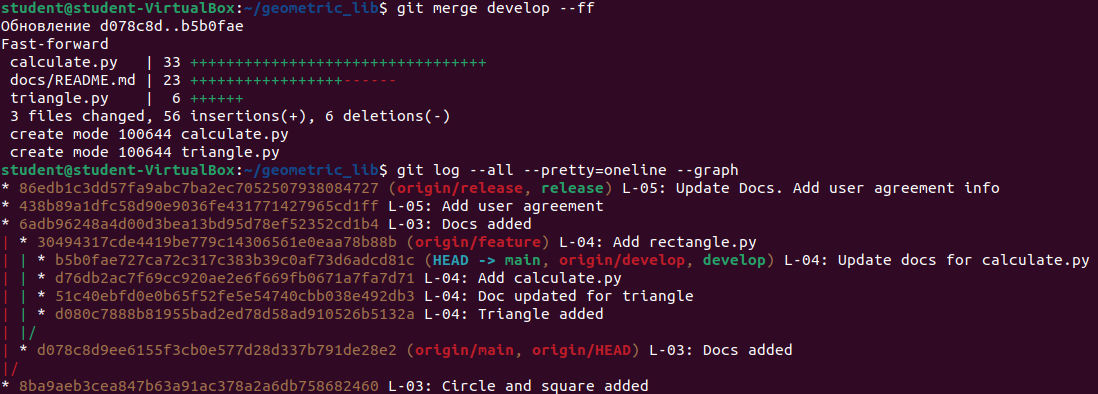 student@student-VirtualBox:~/geometric_lib$ git merge develop --ff
Обновление d078c8d..b5b0fae
Fast-forward
 calculate.py   | 33 +++++++++++++++++++++++++++++++++
 docs/README.md | 23 +++++++++++++++++------
 triangle.py    |  6 ++++++
 3 files changed, 56 insertions(+), 6 deletions(-)
 create mode 100644 calculate.py
 create mode 100644 triangle.py
student@student-VirtualBox:~/geometric_lib$ git log --all --pretty=oneline --graph
* 86edb1c3dd57fa9abc7ba2ec7052507938084727 (origin/release, release) L-05: Update Docs. Add user agreement info
* 438b89a1dfc58d90e9036fe431771427965cd1ff L-05: Add user agreement
* 6adb96248a4d00d3bea13bd95d78ef52352cd1b4 L-03: Docs added
| * 30494317cde4419be779c14306561e0eaa78b88b (origin/feature) L-04: Add rectangle.py
| | * b5b0fae727ca72c317c383b39c0af73d6adcd81c (HEAD -> main, origin/develop, develop) L-04: Update docs for calculate.py
| | * d76db2ac7f69cc920ae2e6f669fb0671a7fa7d71 L-04: Add calculate.py
| | * 51c40ebfd0e0b65f52fe5e54740cbb038e492db3 L-04: Doc updated for triangle
| | * d080c7888b81955bad2ed78d58ad910526b5132a L-04: Triangle added
| |/
| * d078c8d9ee6155f3cb0e577d28d337b791de28e2 (origin/main, origin/HEAD) L-03: Docs added
|/
* 8ba9aeb3cea847b63a91ac378a2a6db758682460 L-03: Circle and square added